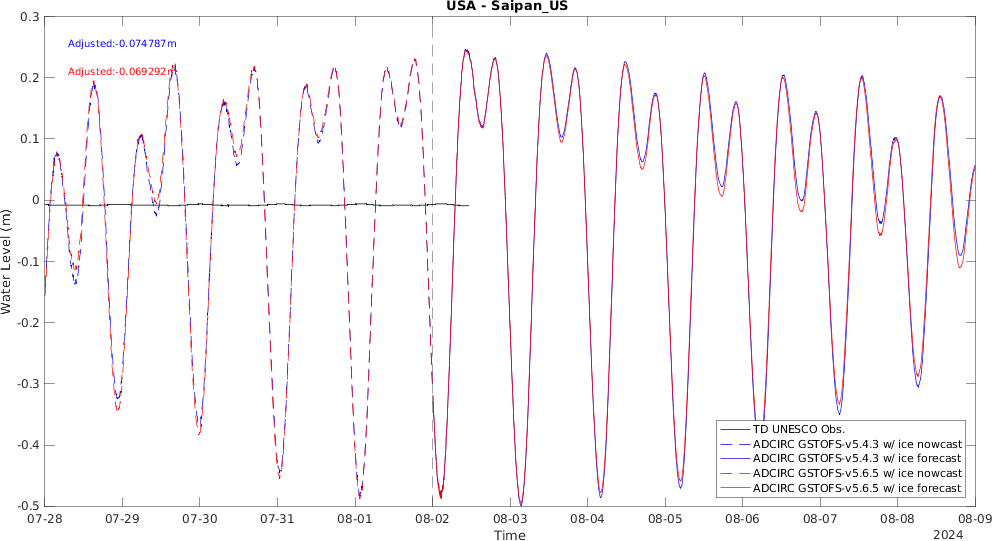 USA - Saipan_US
Adjusted:-0.074787m
Adjusted:-0.069292m
0.3
0.2
0.1
0
-0.1
-0.2
-0.3
-0.4
-0.5
Water Level (m)
TD UNESCO Obs.
ADCIRC GSTOFS-v5.4.3 w/ ice nowcast
ADCIRC GSTOFS-v5.4.3 w/ ice forecast
ADCIRC GSTOFS-v5.6.5 w/ ice nowcast
ADCIRC GSTOFS-v5.6.5 w/ ice forecast
07-28 07-29 07-30 07-31 08-01 08-02 08-03 08-04 08-05 08-06 08-07 08-08 08-09
Time
2024